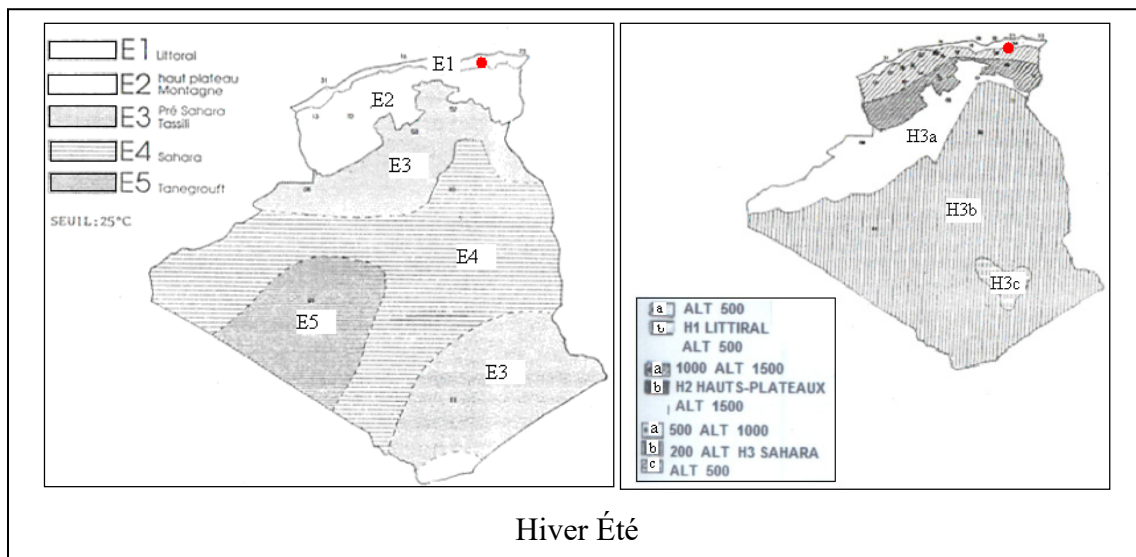 E1 Littoral
E2 haut plateau
Montagne
E3 Pré Sahara
Tassili
E4 Sahara
E5 Tanegrouft
SEUIL:25°C
E1
E2
E3
E4
E5
E3
H3a
H3b
H3c
a ALT 500
b H1 LITTIRAL
ALT 500
a 1000 ALT 1500
b H2 HAUTS-PLATEAUX
ALT 1500
a 500 ALT 1000
b 200 ALT H3 SAHARA
c ALT 500
Hiver Été